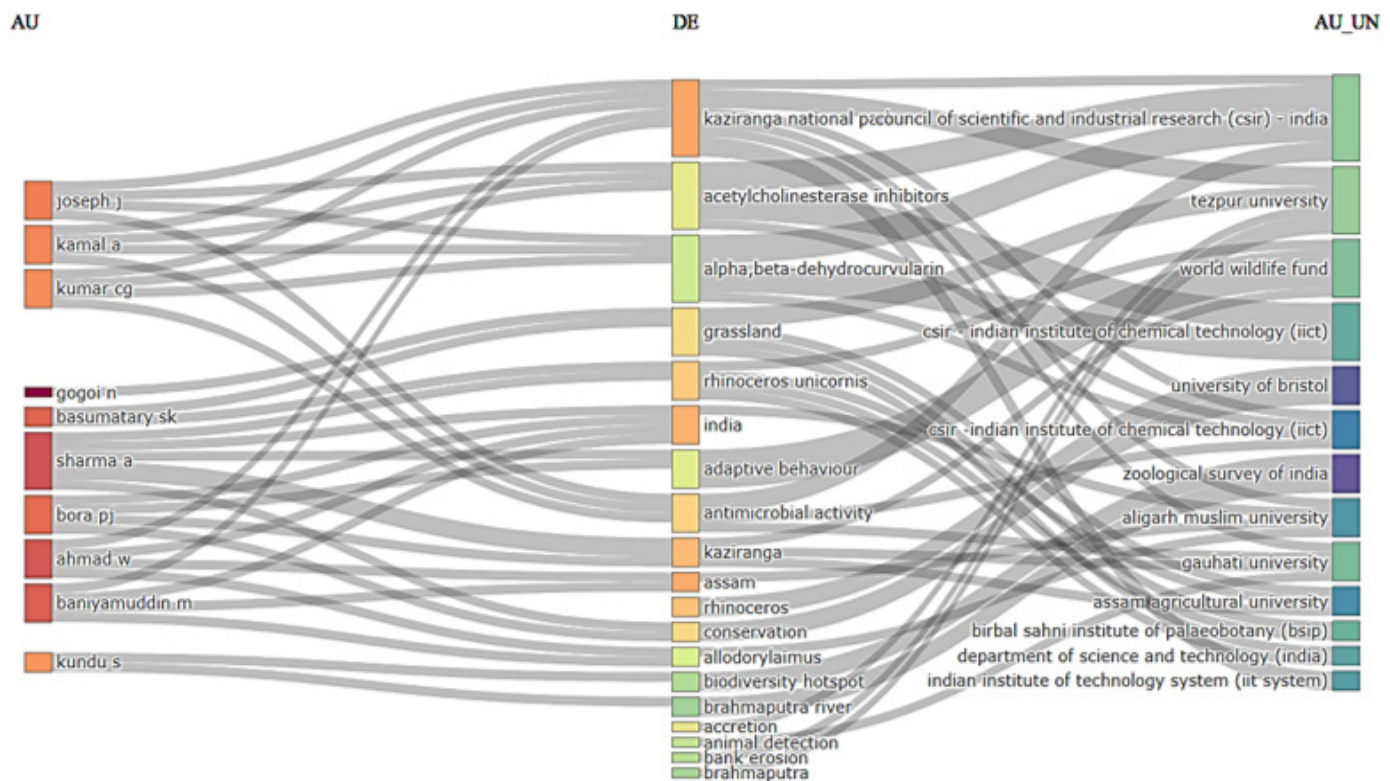 AU
DE
AU_UN
joseph j
kamal a
kumar cg
gogoi n
basumatary sk
sharma a
bora pj
ahmad w
baniyamuddin m
kundu s
kaziranga national
acetylcholinesterase inhibitors
alpha,beta-dehydrocurvularin
grassland
rhinoceros unicornis
india
adaptive behaviour
antimicrobial activity
kaziranga
assam
rhinoceros
conservation
allodorylaimus
biodiversity hotspot
brahmaputra river
accretion
animal detection
bank erosion
brahmaputra
council of scientific and industrial research (csir) - india
tezpur university
world wildlife fund
csir - indian institute of chemical technology (iict)
university of bristol
csir -indian institute of chemical technology (iict)
zoological survey of india
aligarh muslim university
gauhati university
assam agricultural university
birbal sahni institute of palaeobotany (bsip)
department of science and technology (india)
indian institute of technology system (iit system)